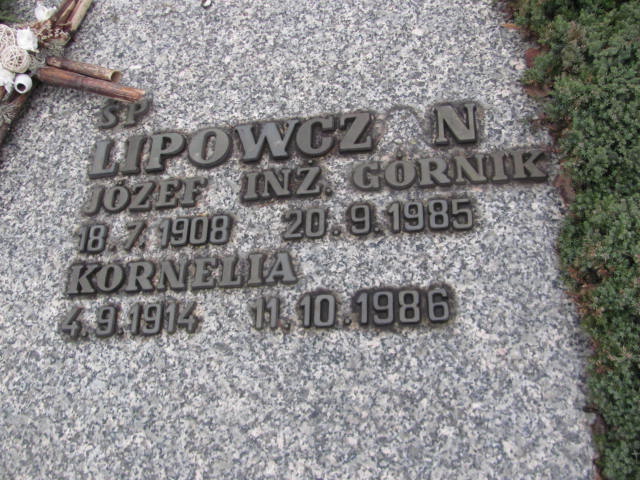 SP
LIPOWCZ N
JÓZEF INŻ. GÓRNIK
18.7.1908 20.9.1985
KORNELIA
4.9.1914 11.10.1986